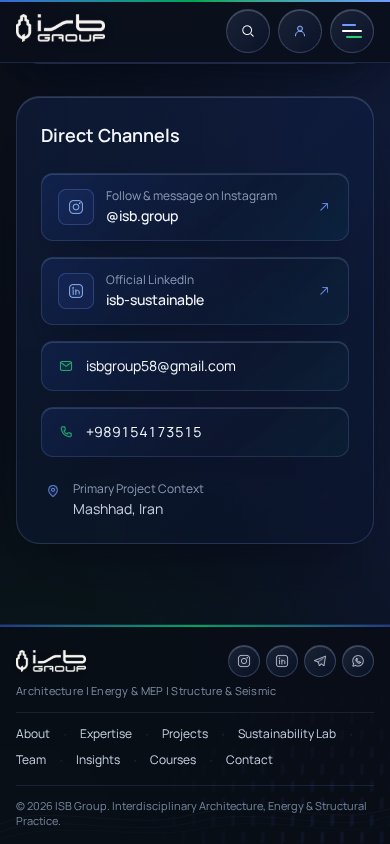 isb
GROUP
Direct Channels
Follow & message on Instagram
@isb.group
Official LinkedIn
isb-sustainable
isbgroup58@gmail.com
+989154173515
Primary Project Context
Mashhad, Iran
isb
GROUP
Architecture | Energy & MEP | Structure & Seismic
About · Expertise · Projects · Sustainability Lab ·
Team · Insights · Courses · Contact
© 2026 ISB Group. Interdisciplinary Architecture, Energy & Structural
Practice.